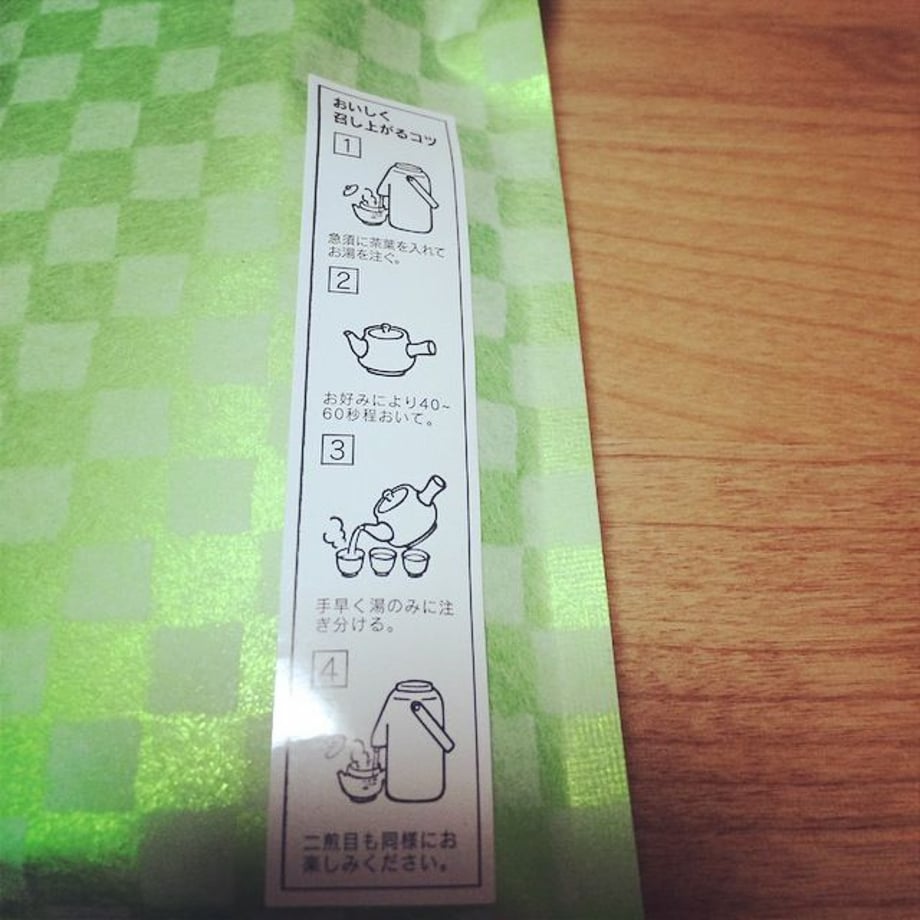 おいしく
召し上がるコツ
1
急須に茶葉を入れて
お湯を注ぐ。
2
お好みにより40~
60秒程おいて。
3
手早く湯のみに注
ぎ分ける。
4
二煎目も同様にお
楽しみください。